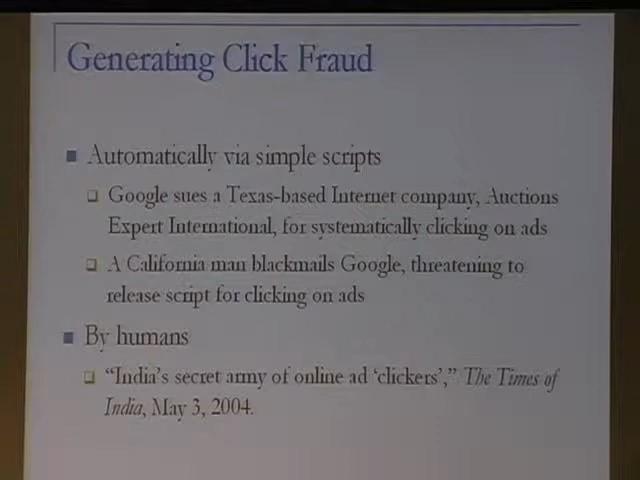 Generating Click Fraud
Automatically via simple scripts
Google sues a Texas-based Internet company, Auctions
Expert International, for systematically clicking on ads
A California man blackmails Google, threatening to
release script for clicking on ads
By humans
“India’s secret army of online ad ‘clickers’,” The Times of
India, May 3, 2004.